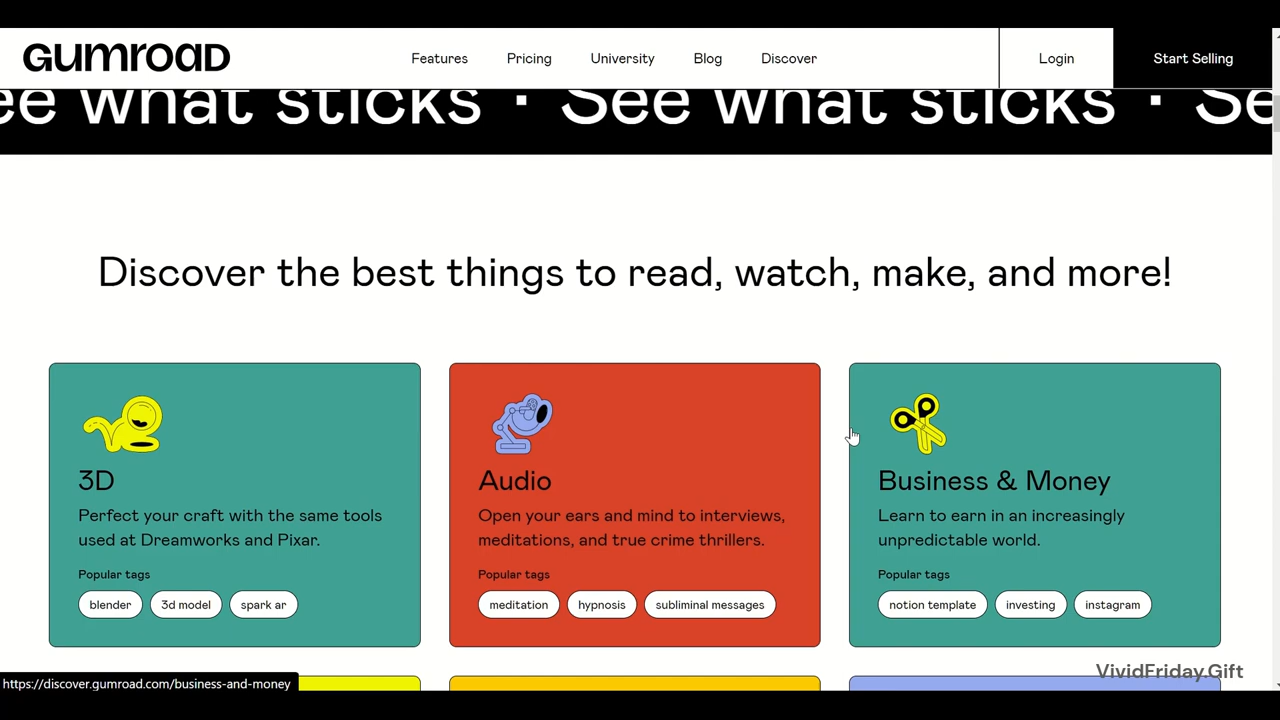 GUMROAD
Features
Pricing
University
Blog
Discover
Login
Start Selling
ee what sticks · See what sticks · Se
Discover the best things to read, watch, make, and more!
3D
Perfect your craft with the same tools
used at Dreamworks and Pixar.
Popular tags
blender
3d model
spark ar
Audio
Open your ears and mind to interviews,
meditations, and true crime thrillers.
Popular tags
meditation
hypnosis
subliminal messages
Business & Money
Learn to earn in an increasingly
unpredictable world.
Popular tags
notion template
investing
instagram
VividFriday.Gift
https://discover.gumroad.com/business-and-money